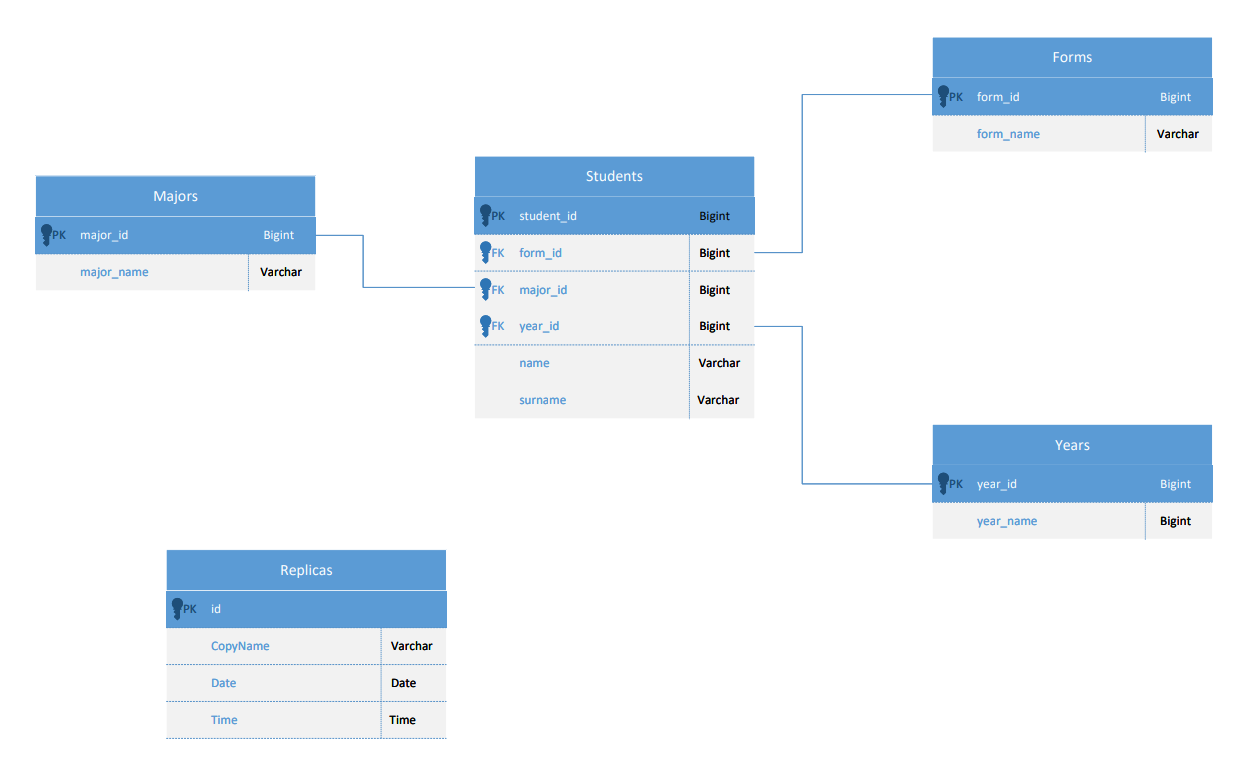 Forms
PK form_id Bigint
form_name Varchar
Students
PK student_id Bigint
FK form_id Bigint
FK major_id Bigint
FK year_id Bigint
name Varchar
surname Varchar
Majors
PK major_id Bigint
major_name Varchar
Years
PK year_id Bigint
year_name Bigint
Replicas
PK id
CopyName Varchar
Date Date
Time Time